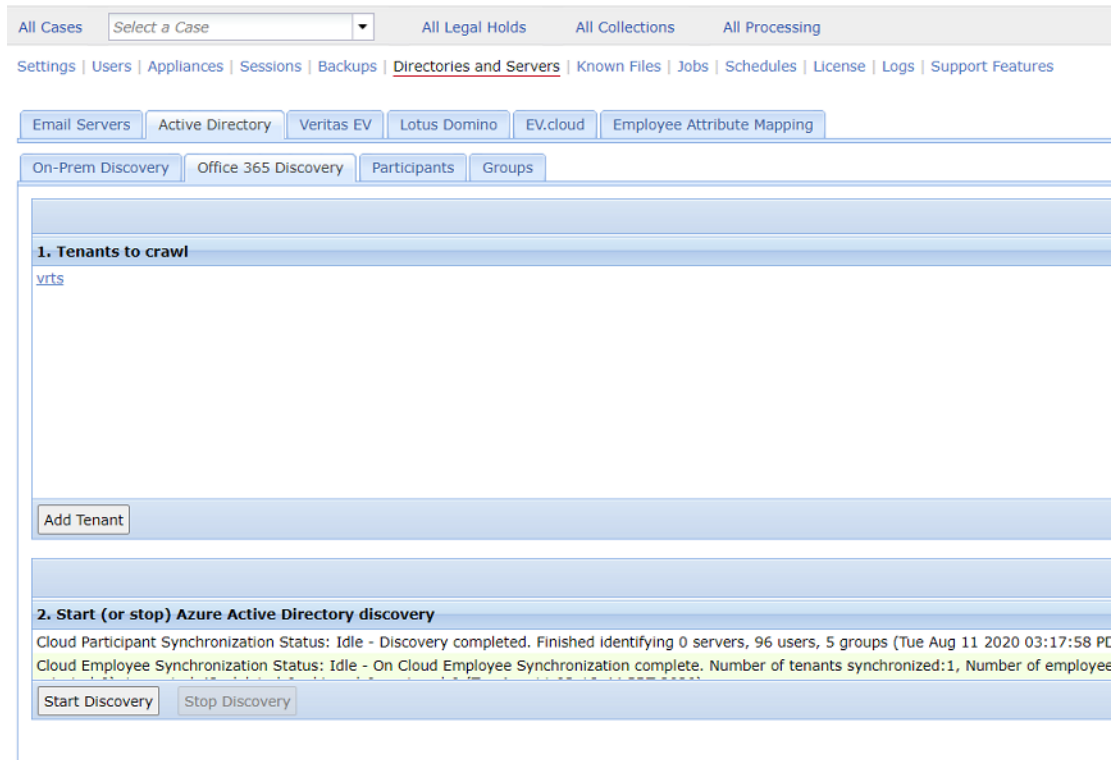 All Cases Select a Case All Legal Holds All Collections All Processing
Settings | Users | Appliances | Sessions | Backups | Directories and Servers | Known Files | Jobs | Schedules | License | Logs | Support Features
Email Servers Active Directory Veritas EV Lotus Domino EV.cloud Employee Attribute Mapping
On-Prem Discovery Office 365 Discovery Participants Groups
1. Tenants to crawl
vrts
Add Tenant
2. Start (or stop) Azure Active Directory discovery
Cloud Participant Synchronization Status: Idle - Discovery completed. Finished identifying 0 servers, 96 users, 5 groups (Tue Aug 11 2020 03:17:58 PD
Cloud Employee Synchronization Status: Idle - On Cloud Employee Synchronization complete. Number of tenants synchronized:1, Number of employee
Start Discovery Stop Discovery